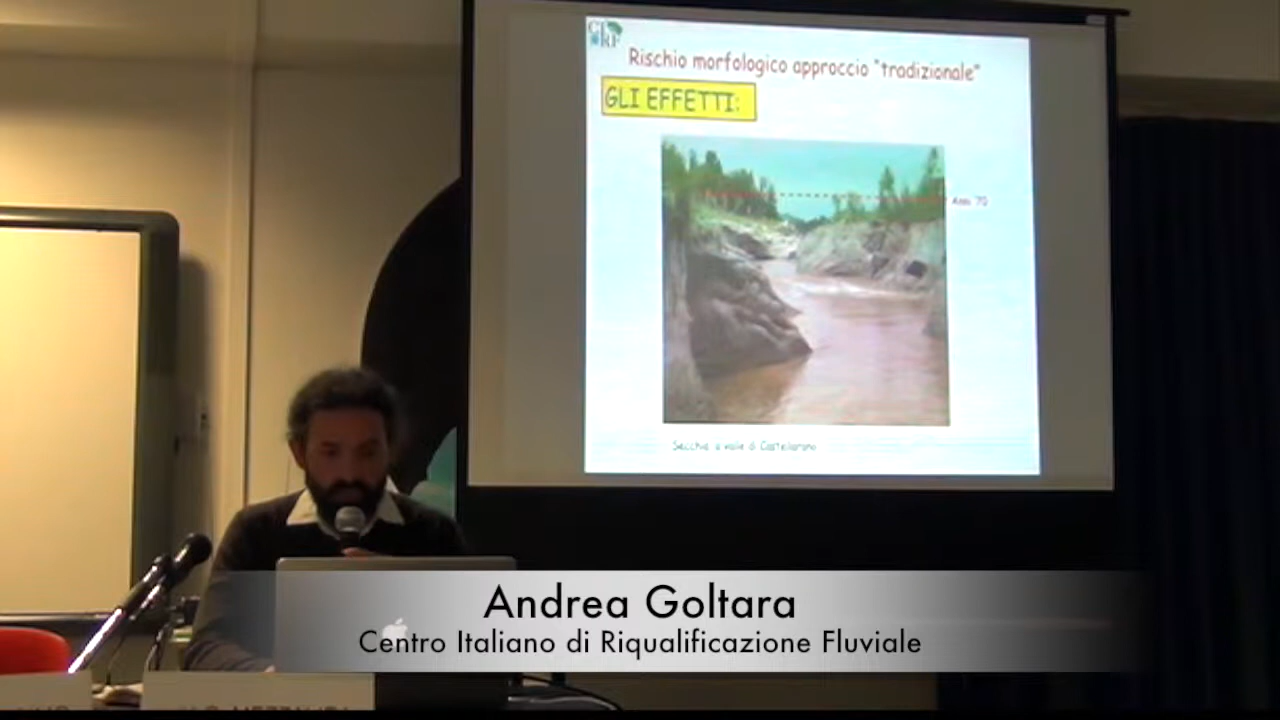 CIRF
Rischio morfologico approccio "tradizionale"
GLI EFFETTI:
Anni '70
Secchia a valle di Castellarano
Andrea Goltara
Centro Italiano di Riqualificazione Fluviale